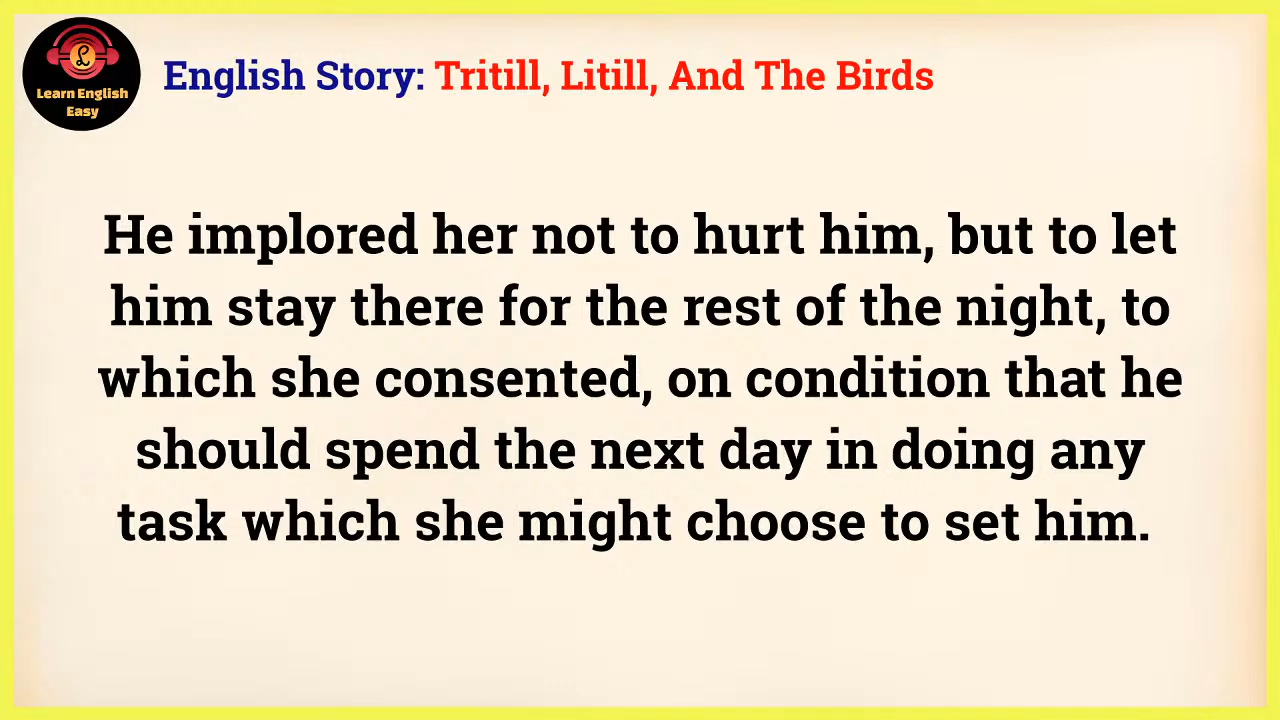 Learn English
Easy
English Story: Tritill, Litill, And The Birds
He implored her not to hurt him, but to let
him stay there for the rest of the night, to
which she consented, on condition that he
should spend the next day in doing any
task which she might choose to set him.